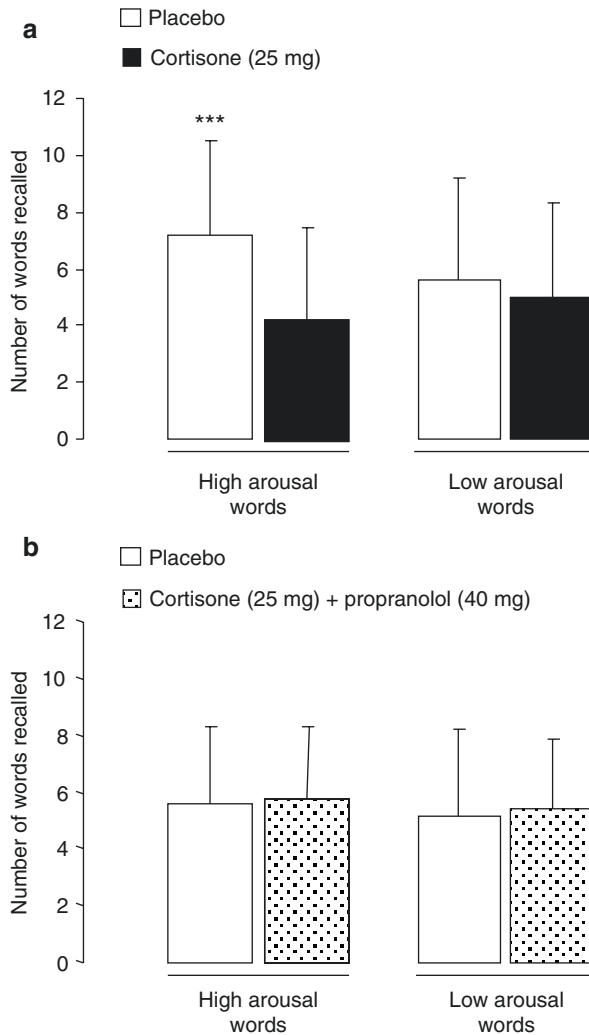 a
Placebo
Cortisone (25 mg)
12
10
8
6
4
2
0
Number of words recalled
***
High arousal
words
Low arousal
words
b
Placebo
Cortisone (25 mg) + propranolol (40 mg)
12
10
8
6
4
2
0
Number of words recalled
High arousal
words
Low arousal
words